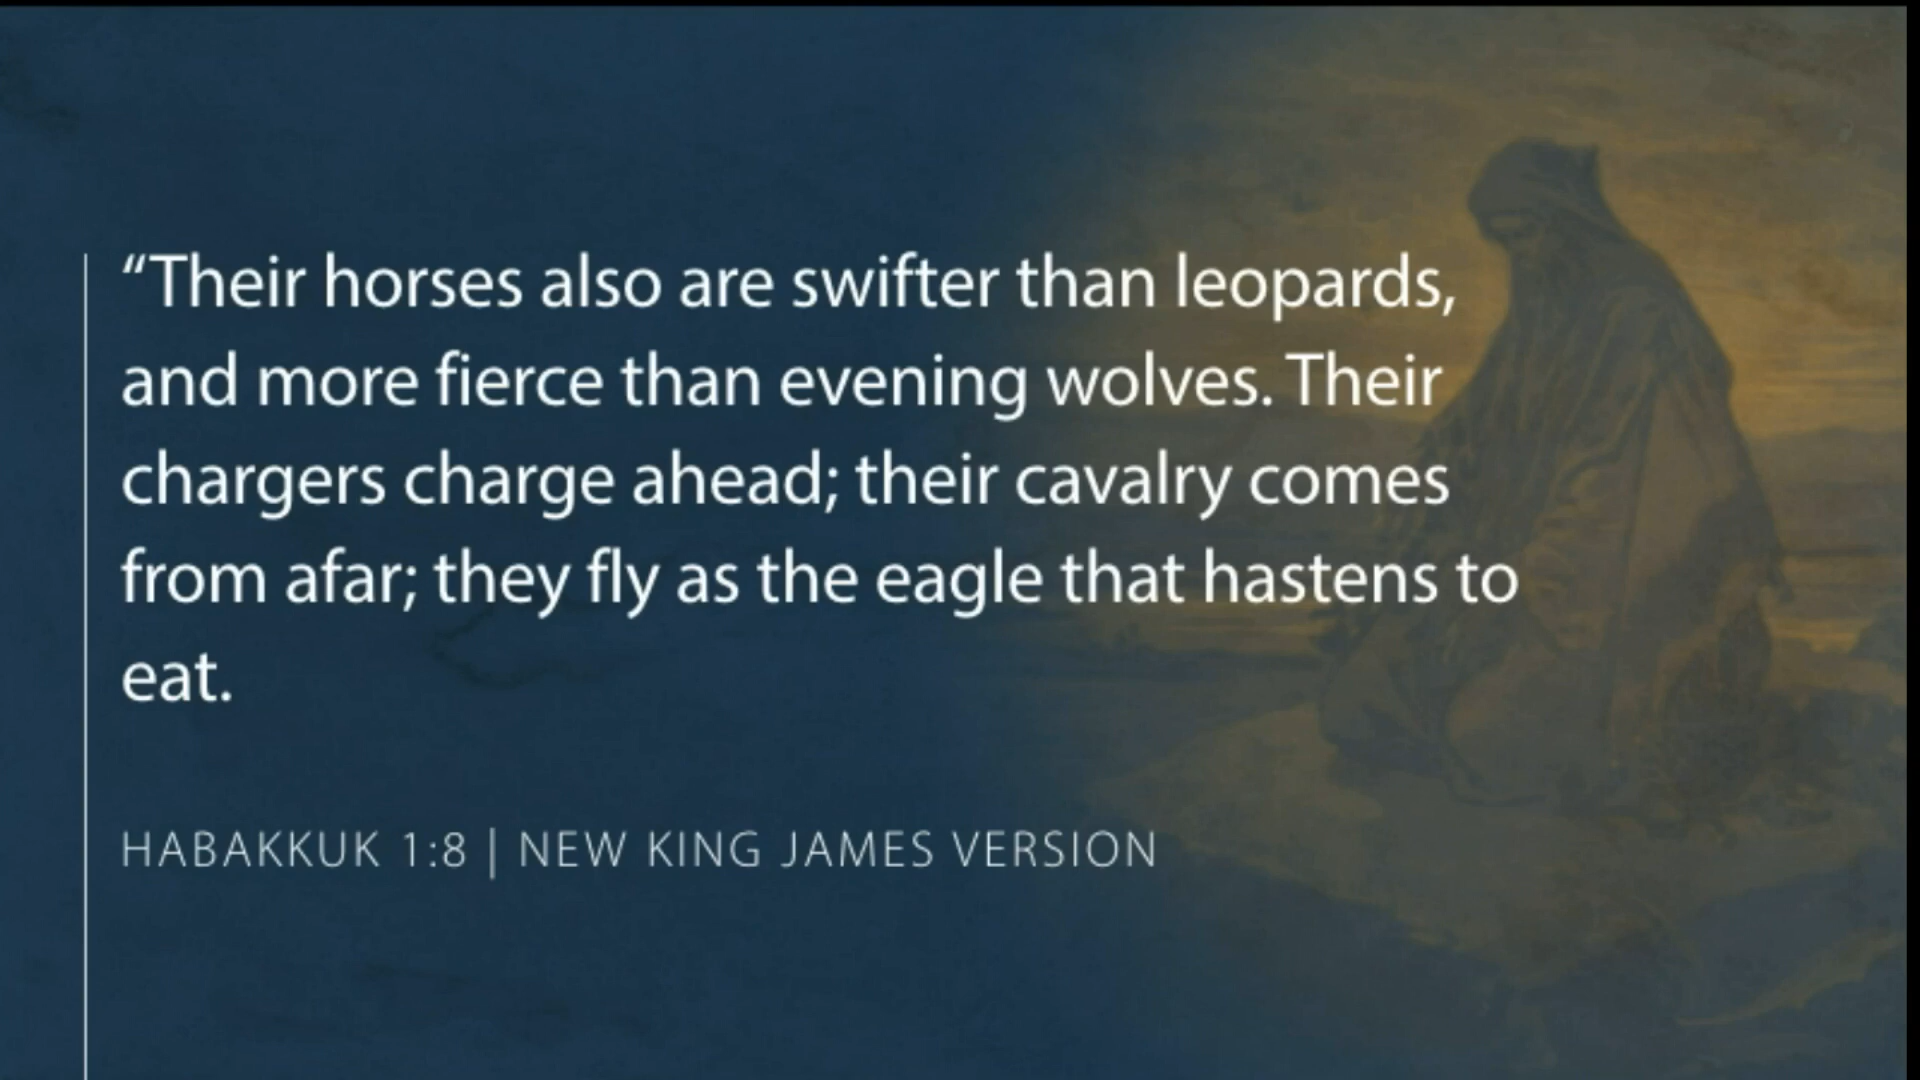 “Their horses also are swifter than leopards,
and more fierce than evening wolves. Their
chargers charge ahead; their cavalry comes
from afar; they fly as the eagle that hastens to
eat.
HABAKKUK 1:8 | NEW KING JAMES VERSION